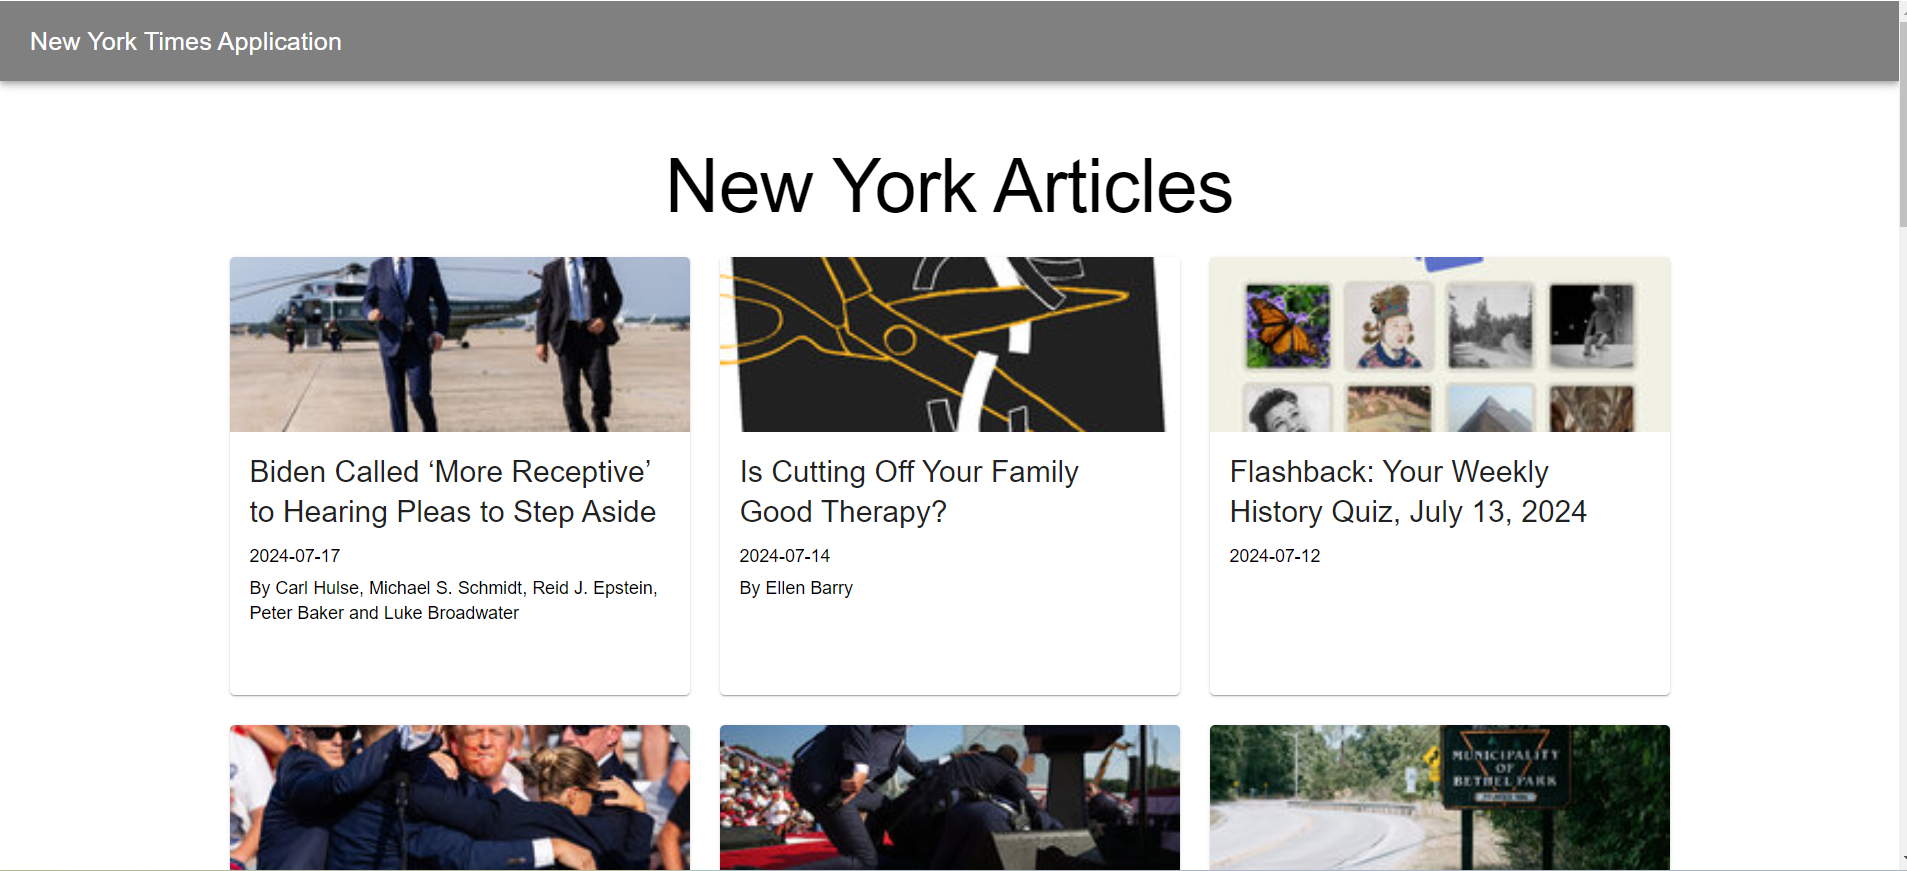 New York Times Application
New York Articles
Biden Called ‘More Receptive’
to Hearing Pleas to Step Aside
2024-07-17
By Carl Hulse, Michael S. Schmidt, Reid J. Epstein,
Peter Baker and Luke Broadwater
Is Cutting Off Your Family
Good Therapy?
2024-07-14
By Ellen Barry
Flashback: Your Weekly
History Quiz, July 13, 2024
2024-07-12
MUNICIPALITY
OF
BETHEL PARK